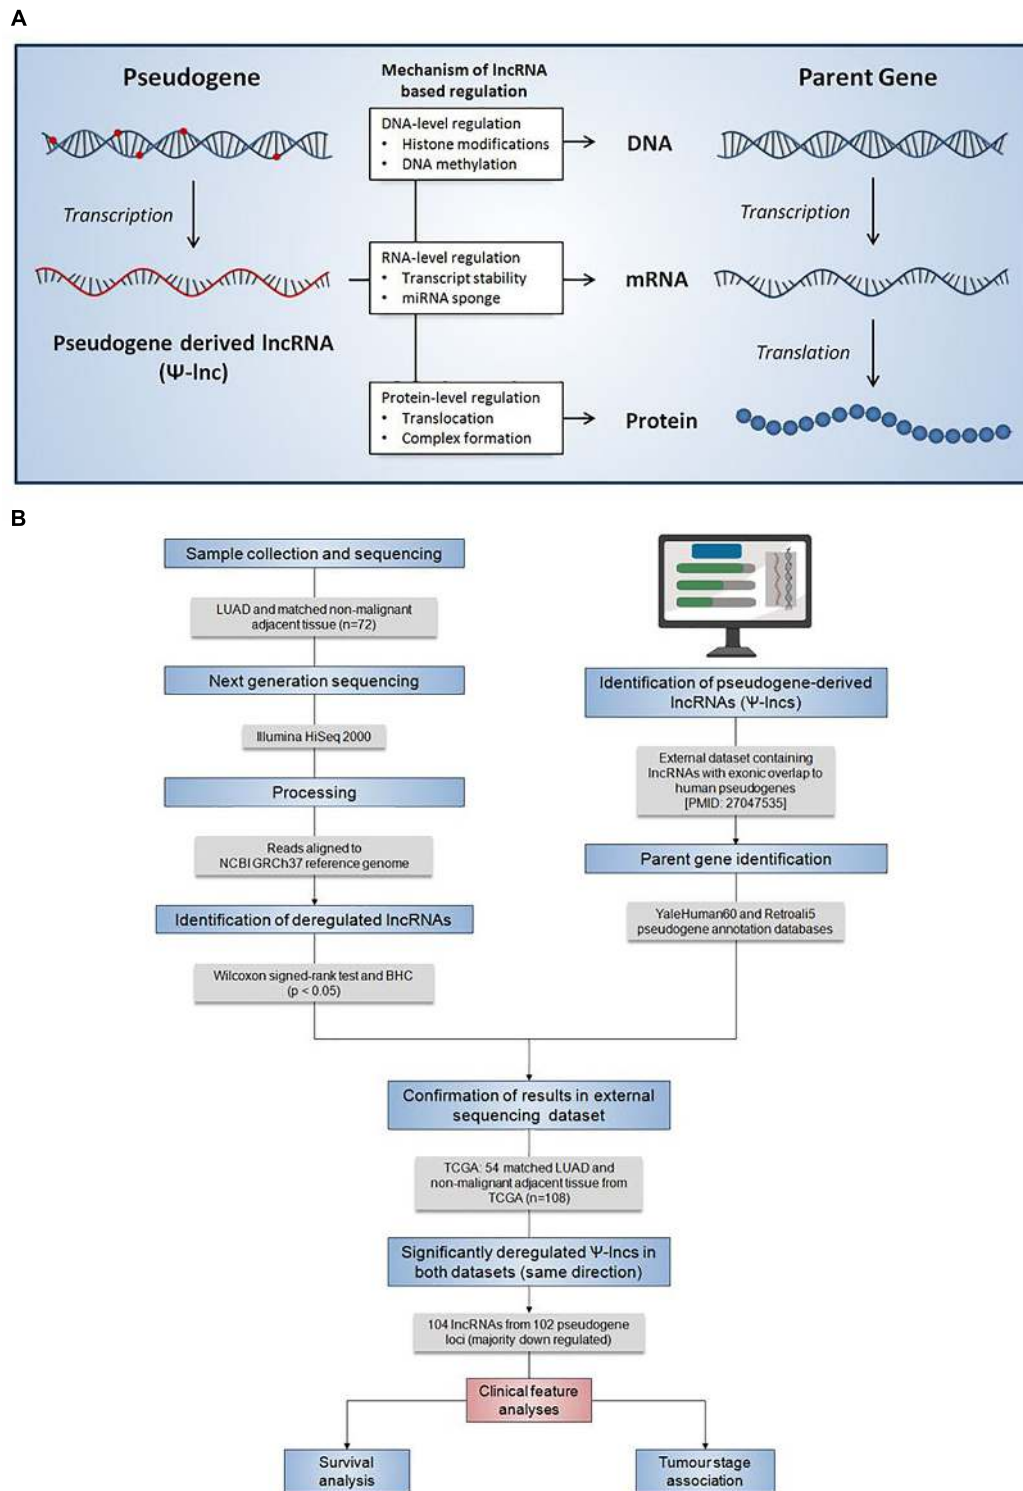 A
Pseudogene
Mechanism of lncRNA
based regulation
Parent Gene
DNA-level regulation
• Histone modifications
• DNA methylation
DNA
Transcription
Transcription
RNA-level regulation
• Transcript stability
• miRNA sponge
mRNA
Pseudogene derived lncRNA
(Ψ-lnc)
Translation
Protein-level regulation
• Translocation
• Complex formation
Protein
B
Sample collection and sequencing
LUAD and matched non-malignant
adjacent tissue (n=72)
Next generation sequencing
Illumina HiSeq 2000
Processing
Reads aligned to
NCBI GRCh37 reference genome
Identification of deregulated lncRNAs
Wilcoxon signed-rank test and BHC
(p < 0.05)
Identification of pseudogene-derived
lncRNAs (Ψ-lncs)
External dataset containing
lncRNAs with exonic overlap to
human pseudogenes
[PMID: 27047535]
Parent gene identification
YaleHuman60 and Retroali5
pseudogene annotation databases
Confirmation of results in external
sequencing dataset
TCGA: 54 matched LUAD and
non-malignant adjacent tissue from
TCGA (n=108)
Significantly deregulated Ψ-lncs in
both datasets (same direction)
104 lncRNAs from 102 pseudogene
loci (majority down regulated)
Clinical feature
analyses
Survival
analysis
Tumour stage
association